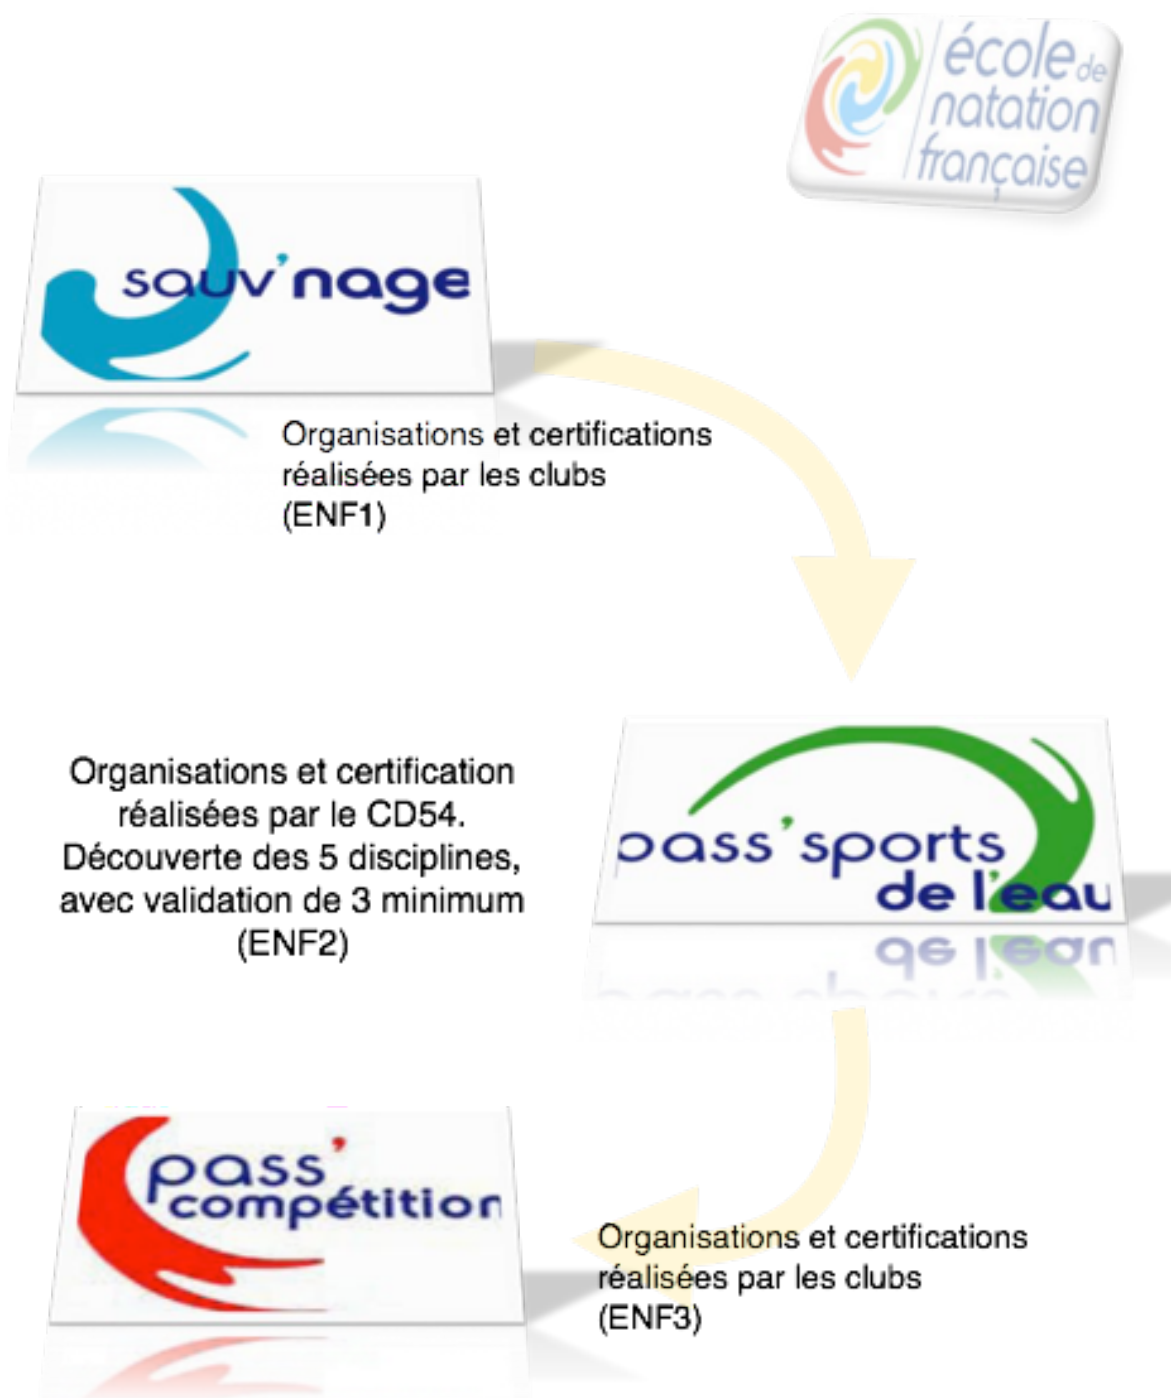 école de
natation
française
sauv'nage
Organisations et certifications
réalisées par les clubs
(ENF1)
Organisations et certification
réalisées par le CD54.
Découverte des 5 disciplines,
avec validation de 3 minimum
(ENF2)
pass'sports
de l'eau
pass'
compétition
Organisations et certifications
réalisées par les clubs
(ENF3)